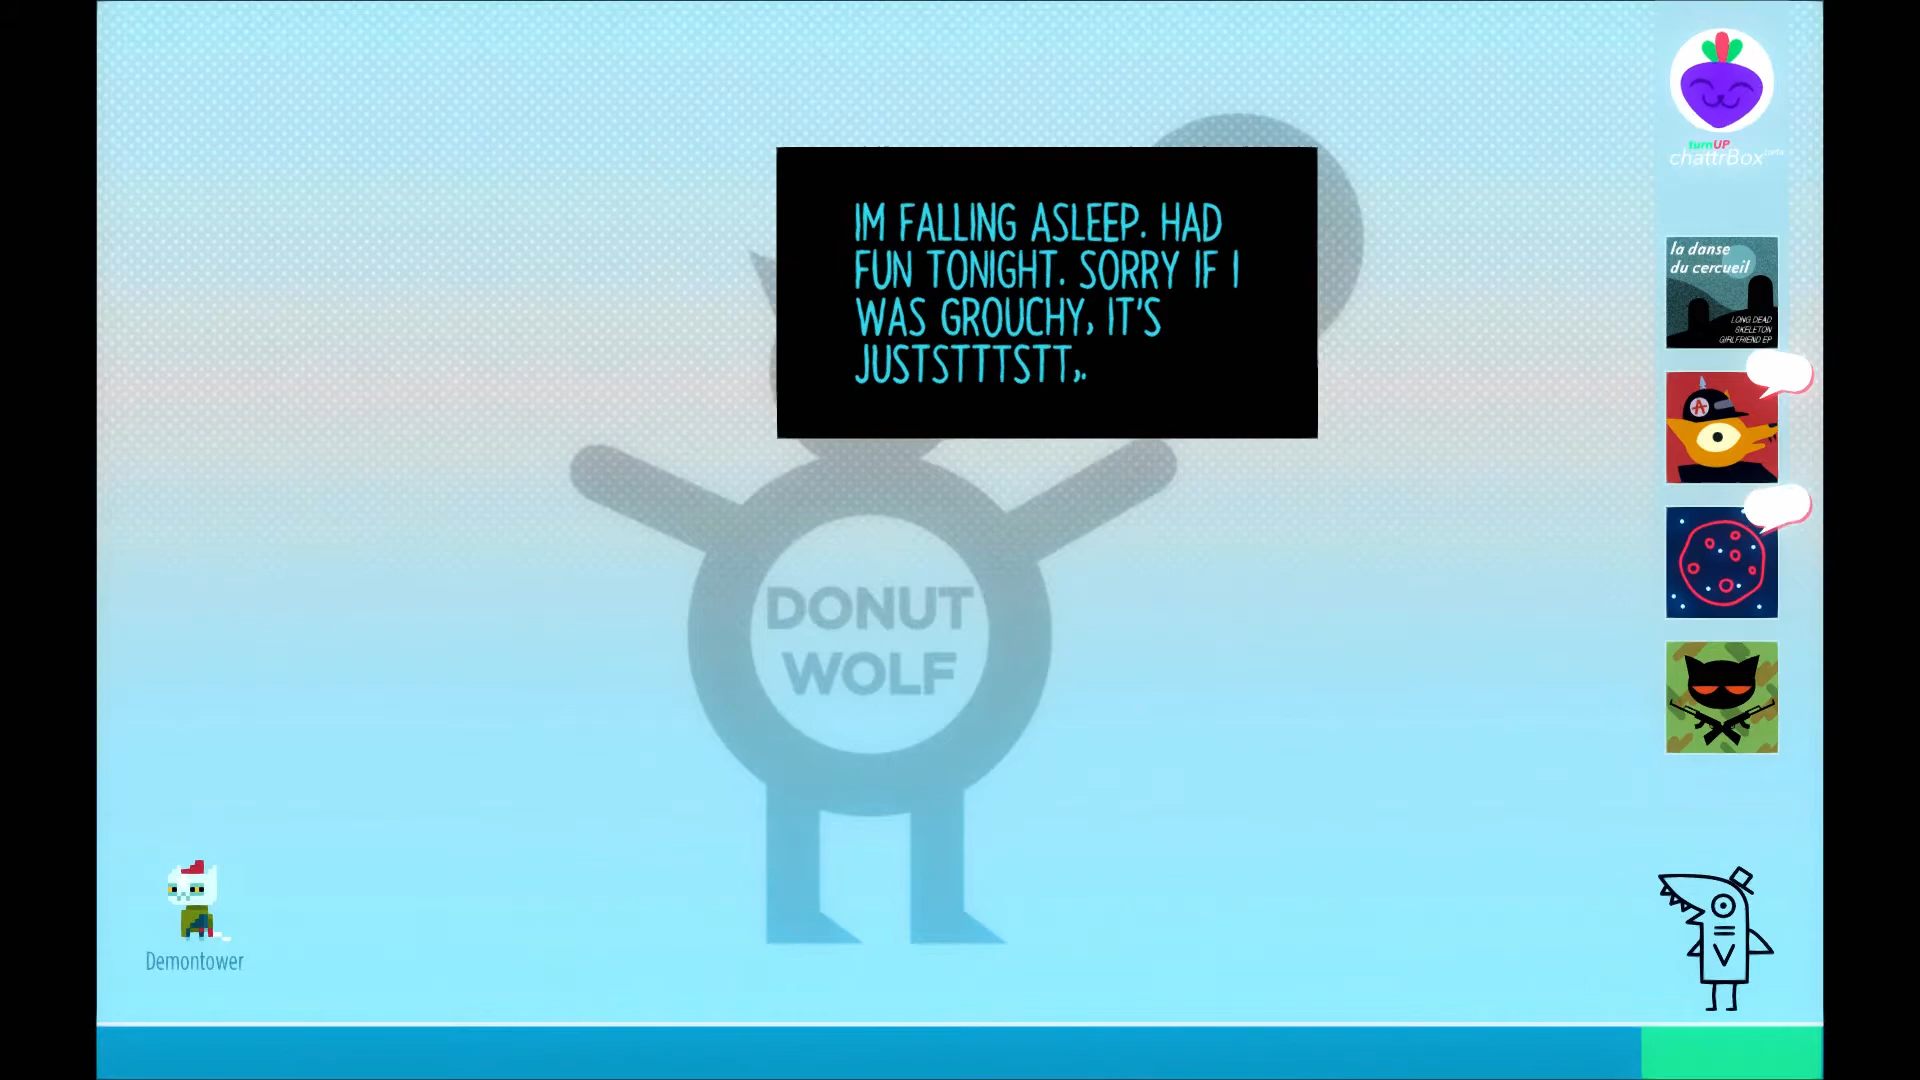 turnUP
chattrBox beta
IM FALLING ASLEEP. HAD
FUN TONIGHT. SORRY IF I
WAS GROUCHY, IT'S
JUSTSTTTSTT,.
la danse
du cercueil
LONG DEAD
SKELETON
GIRLFRIEND EP
A
DONUT
WOLF
Demontower